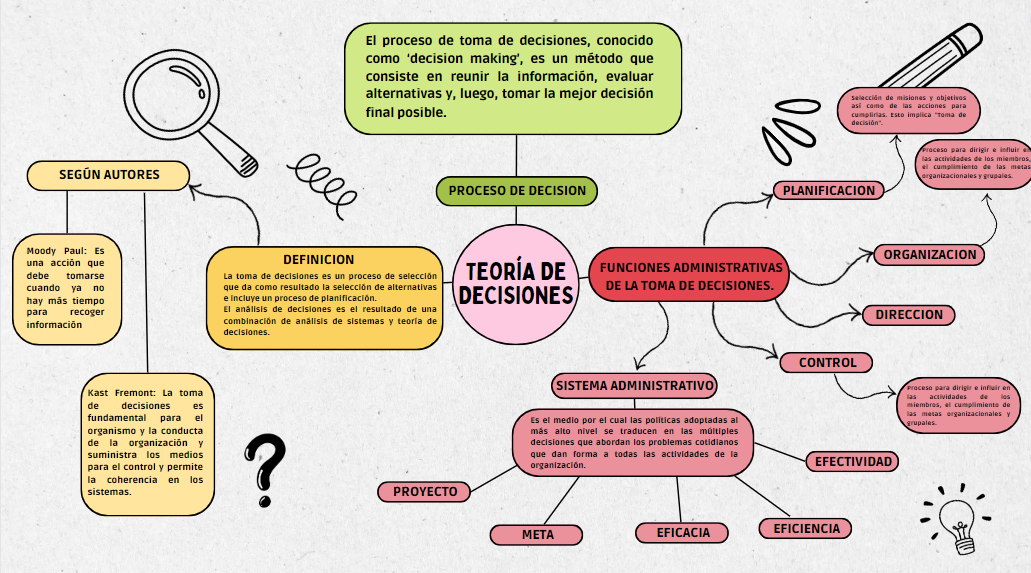 El proceso de toma de decisiones, conocido
como 'decision making', es un método que
consiste en reunir la información, evaluar
alternativas y, luego, tomar la mejor decisión
final posible.
PROCESO DE DECISION
TEORÍA DE
DECISIONES
SEGÚN AUTORES
Moody Paul: Es
una acción que
debe tomarse
cuando ya no
hay más tiempo
para recoger
información
Kast Fremont: La toma
de decisiones es
fundamental para el
organismo y la conducta
de la organización y
suministra los medios
para el control y permite
la coherencia en los
sistemas.
DEFINICION
La toma de decisiones es un proceso de selección
que da como resultado la selección de alternativas
e incluye un proceso de planificación.
El análisis de decisiones es el resultado de una
combinación de análisis de sistemas y teoría de
decisiones.
FUNCIONES ADMINISTRATIVAS
DE LA TOMA DE DECISIONES.
PLANIFICACION
Selección de misiones y objetivos
así como de las acciones para
cumplirlas. Esto implica "Toma de
decisión".
ORGANIZACION
Proceso para dirigir e influir en
las actividades de los miembros,
el cumplimiento de las metas
organizacionales y grupales.
DIRECCION
CONTROL
Proceso para dirigir e influir en
las actividades de los
miembros, el cumplimiento de
las metas organizacionales y
grupales.
SISTEMA ADMINISTRATIVO
Es el medio por el cual las políticas adoptadas al
más alto nivel se traducen en las múltiples
decisiones que abordan los problemas cotidianos
que dan forma a todas las actividades de la
organización.
PROYECTO
META
EFICACIA
EFICIENCIA
EFECTIVIDAD